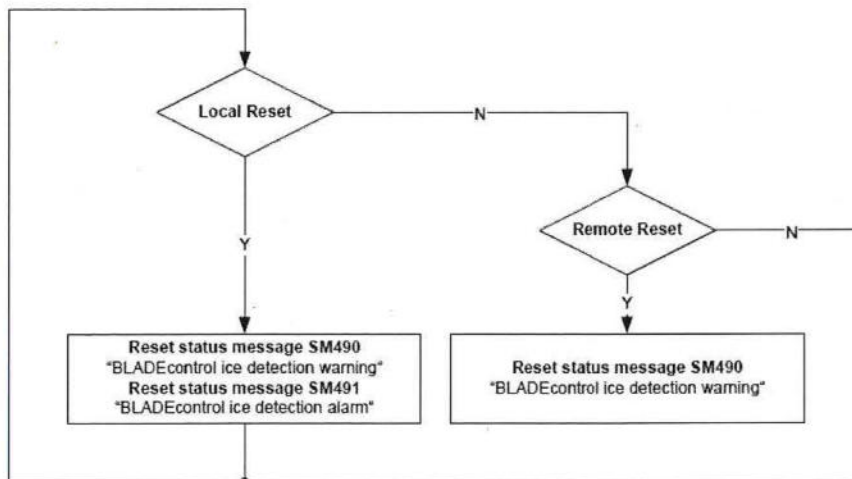 Local Reset
N
Remote Reset
N
Y
Y
Reset status message SM490
"BLADEcontrol ice detection warning"
Reset status message SM491
"BLADEcontrol ice detection alarm"
Reset status message SM490
"BLADEcontrol ice detection warning"